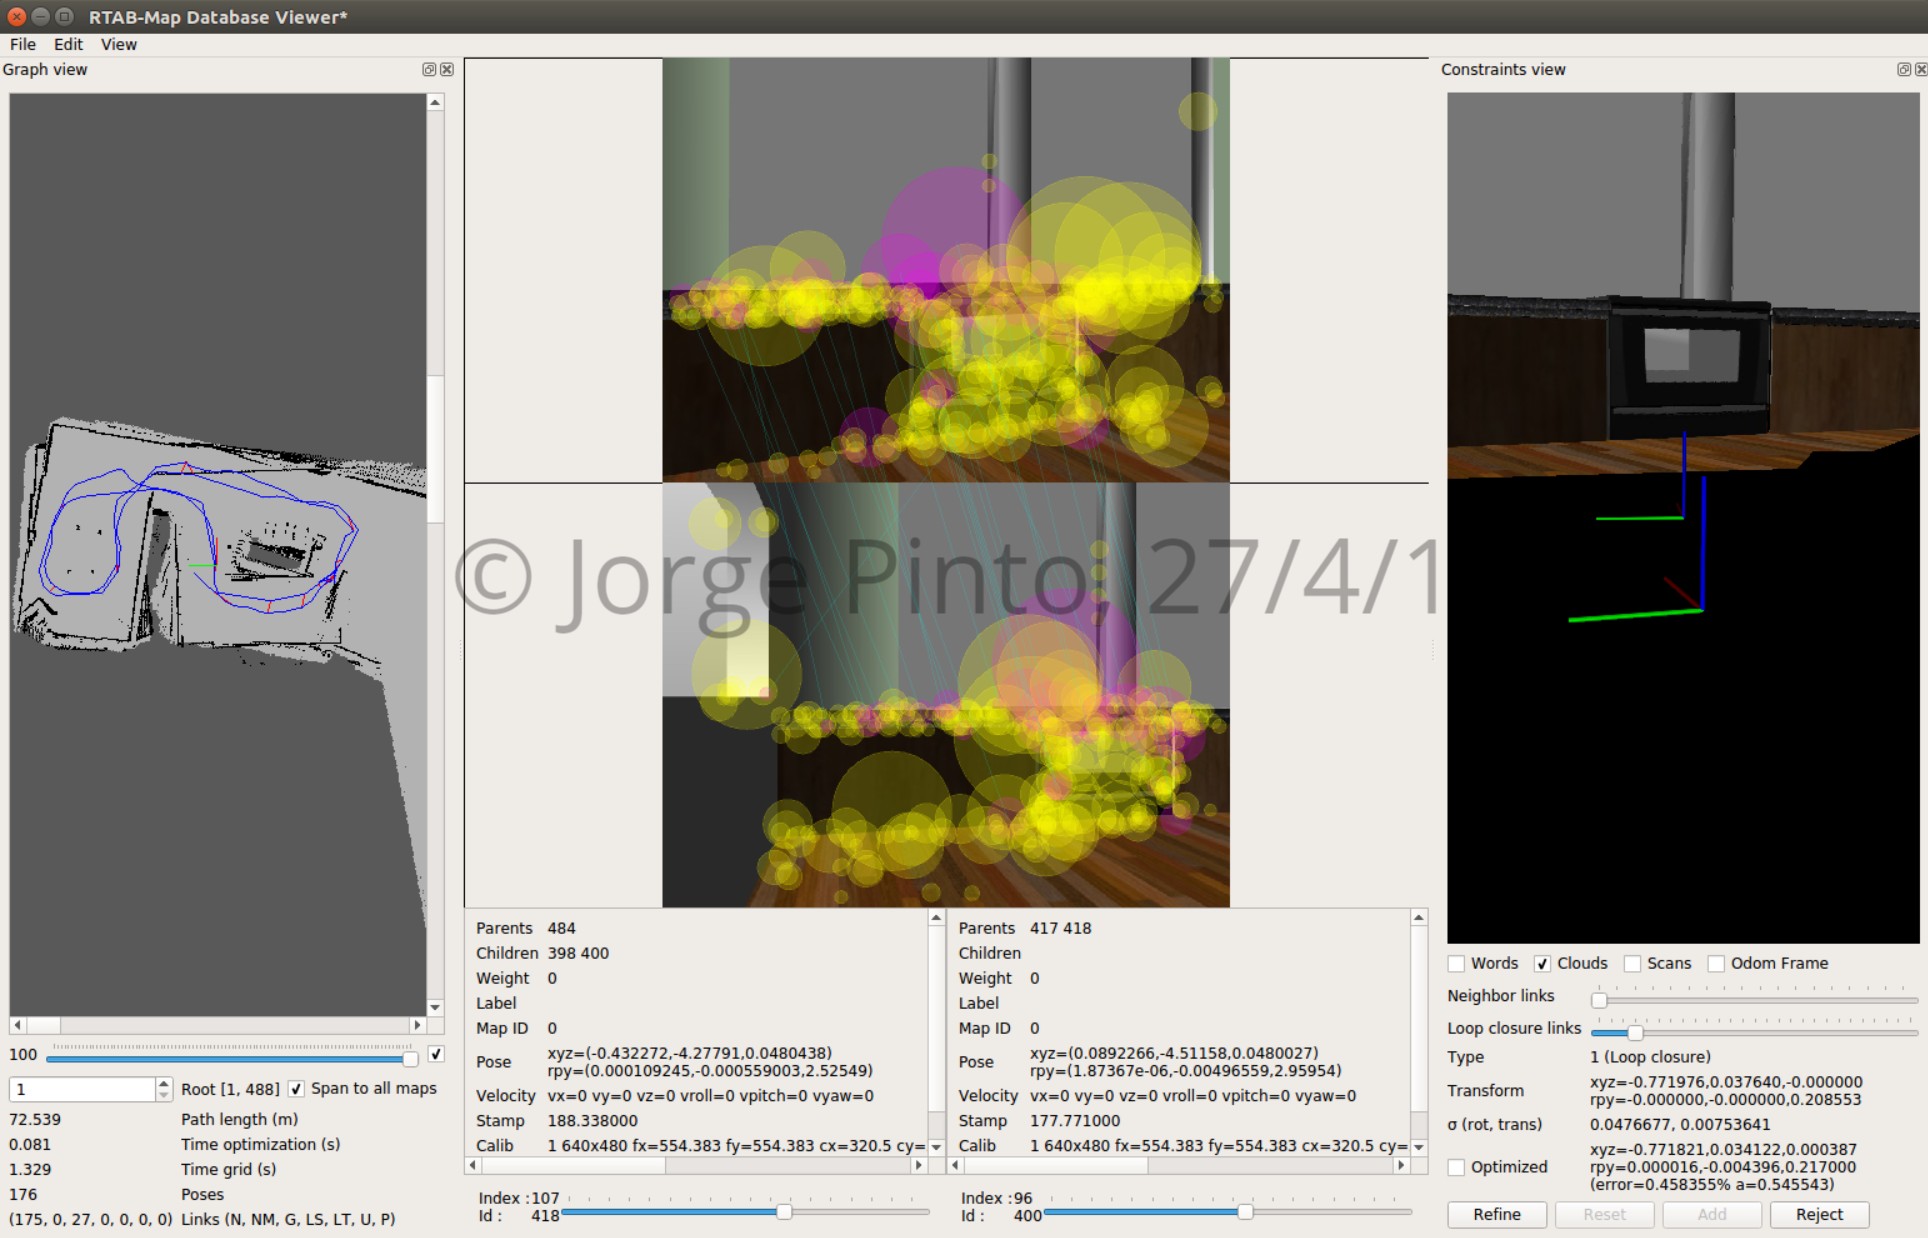 RTAB-Map Database Viewer*
File Edit View
Graph view
100
1 Root [1, 488] Span to all maps
72.539 Path length (m)
0.081 Time optimization (s)
1.329 Time grid (s)
176 Poses
(175, 0, 27, 0, 0, 0, 0) Links (N, NM, G, LS, LT, U, P)
© Jorge Pinto, 27/4/1
Parents 484
Children 398 400
Weight 0
Label
Map ID 0
Pose xyz=(-0.432272,-4.27791,0.0480438)
rpy=(0.000109245,-0.000559003,2.52549)
Velocity vx=0 vy=0 vz=0 vroll=0 vpitch=0 vyaw=0
Stamp 188.338000
Calib 1 640x480 fx=554.383 fy=554.383 cx=320.5 cy=
Index :107
Id : 418
Parents 417 418
Children
Weight 0
Label
Map ID 0
Pose xyz=(0.0892266,-4.51158,0.0480027)
rpy=(1.87367e-06,-0.00496559,2.95954)
Velocity vx=0 vy=0 vz=0 vroll=0 vpitch=0 vyaw=0
Stamp 177.771000
Calib 1 640x480 fx=554.383 fy=554.383 cx=320.5 cy=
Index :96
Id : 400
Constraints view
Words Clouds Scans Odom Frame
Neighbor links
Loop closure links
Type 1 (Loop closure)
Transform xyz=-0.771976,0.037640,-0.000000
rpy=-0.000000,-0.000000,0.208553
σ (rot, trans) 0.0476677, 0.00753641
Optimized xyz=-0.771821,0.034122,0.000387
rpy=0.000016,-0.004396,0.217000
(error=0.458355% a=0.545543)
Refine Reset Add Reject